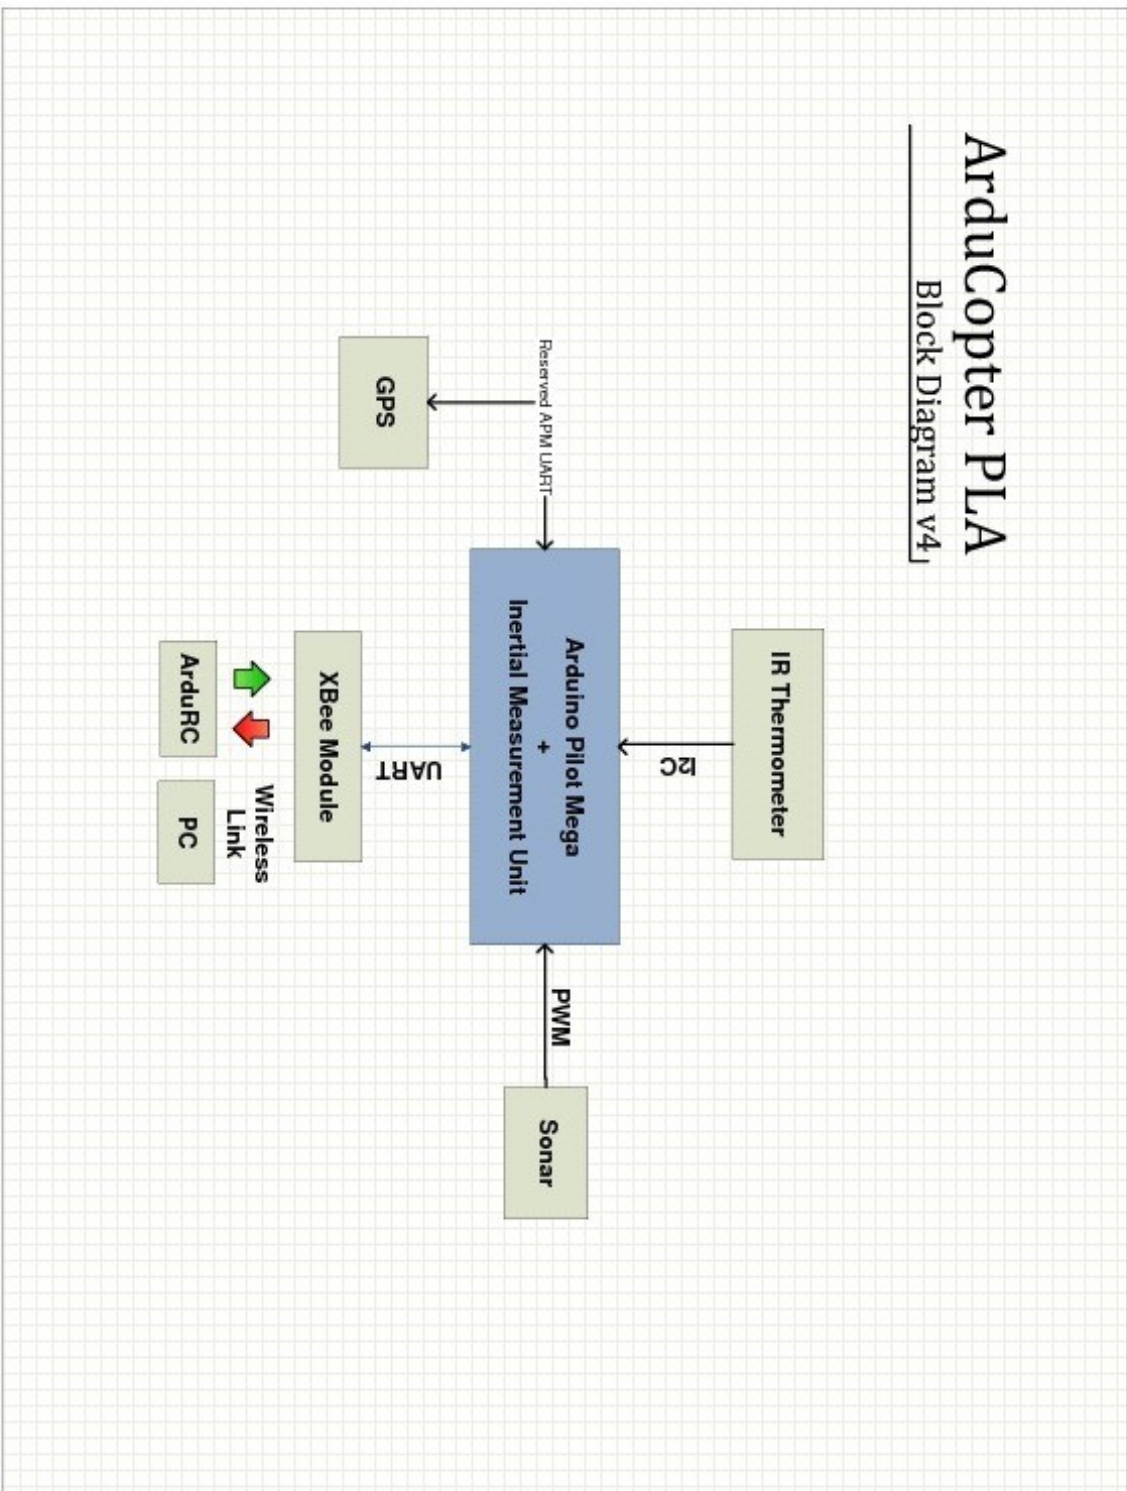 ArduCopter PLA
Block Diagram v4
IR Thermometer
I2C
Reserved APM UART
Arduino Pilot Mega
+
Inertial Measurement Unit
PWM
Sonar
GPS
UART
XBee Module
Wireless
Link
ArduRC
PC